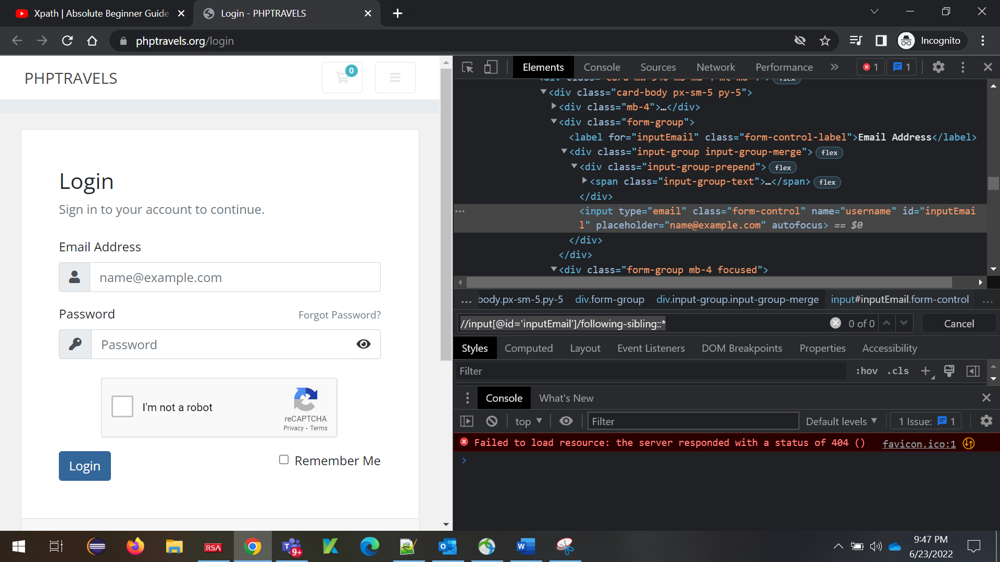 Xpath | Absolute Beginner Guide
Login - PHPTRAVELS
phptravels.org/login
Incognito
PHPTRAVELS
0
Login
Sign in to your account to continue.
Email Address
name@example.com
Password
Forgot Password?
Password
I'm not a robot
reCAPTCHA
Privacy - Terms
Login
Remember Me
Elements
Console
Sources
Network
Performance
1
1
<div class="card-body px-sm-5 py-5">
<div class="mb-4">…</div>
<div class="form-group">
<label for="inputEmail" class="form-control-label">Email Address</label>
<div class="input-group input-group-merge"> flex
<div class="input-group-prepend"> flex
<span class="input-group-text">…</span> flex
</div>
<input type="email" class="form-control" name="username" id="inputEmai
l" placeholder="name@example.com" autofocus> == $0
</div>
</div>
<div class="form-group mb-4 focused">
… body.px-sm-5.py-5 div.form-group div.input-group.input-group-merge input#inputEmail.form-control …
//input[@id='inputEmail']/following-sibling::*
0 of 0
Cancel
Styles
Computed
Layout
Event Listeners
DOM Breakpoints
Properties
Accessibility
Filter
:hov
.cls
Console
What's New
top
Filter
Default levels
1 Issue: 1
Failed to load resource: the server responded with a status of 404 ()
favicon.ico:1
RSA
T
9+
O
W
9:47 PM
6/23/2022